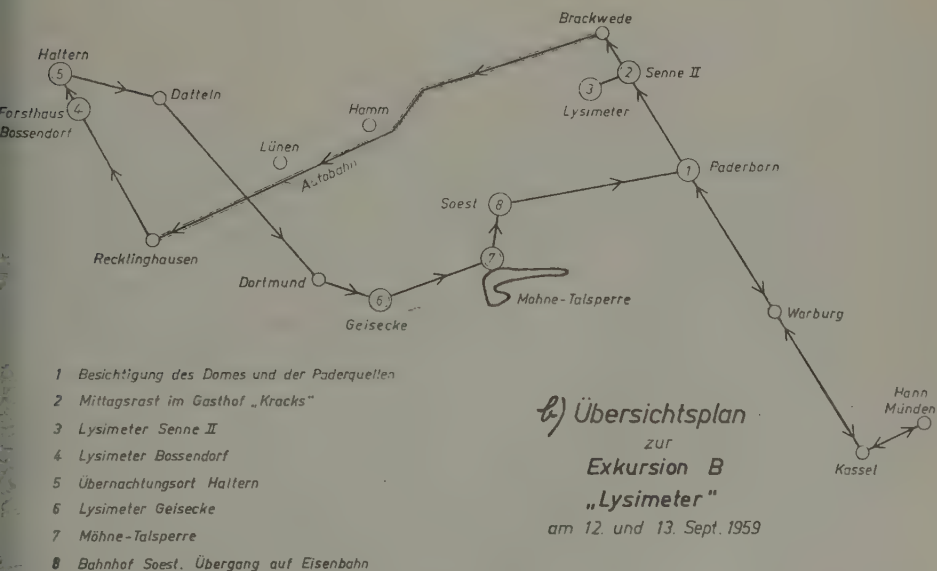 Brackwede
Haltern
5
2
Senne II
3
Lysimeter
Datteln
4
Forsthaus
Bossendorf
Hamm
Lünen
Autobahn
1
Paderborn
Soest
8
Recklinghausen
7
Dortmund
6
Geisecke
Möhne-Talsperre
Warburg
Hann
Münden
Kassel
1 Besichtigung des Domes und der Paderquellen
2 Mittagsrast im Gasthof „Kracks"
3 Lysimeter Senne II
4 Lysimeter Bossendorf
5 Übernachtungsort Haltern
6 Lysimeter Geisecke
7 Möhne-Talsperre
8 Bahnhof Soest, Übergang auf Eisenbahn
b) Übersichtsplan
zur
Exkursion B
„Lysimeter"
am 12. und 13. Sept. 1959